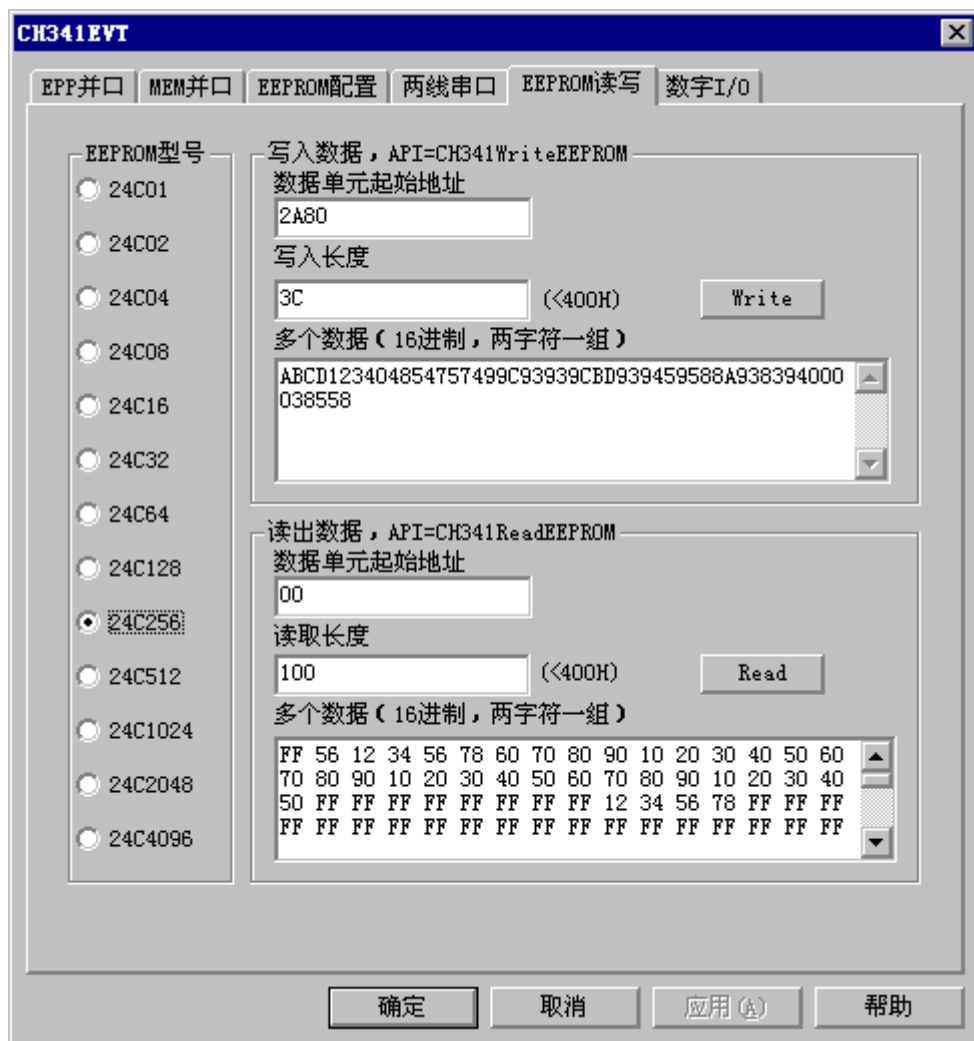 CH341EVT
EPP并口 MEM并口 EEPROM配置 两线串口 EEPROM读写 数字I/O
EEPROM型号
24C01
24C02
24C04
24C08
24C16
24C32
24C64
24C128
24C256
24C512
24C1024
24C2048
24C4096
写入数据，API=CH341WriteEEPROM
数据单元起始地址
2A80
写入长度
3C (<400H) Write
多个数据(16进制，两字符一组)
ABCD123404854757499C93939CBD939459588A938394000
038558
读出数据，API=CH341ReadEEPROM
数据单元起始地址
00
读取长度
100 (<400H) Read
多个数据(16进制，两字符一组)
FF 56 12 34 56 78 60 70 80 90 10 20 30 40 50 60
70 80 90 10 20 30 40 50 60 70 80 90 10 20 30 40
50 FF FF FF FF FF FF FF FF 12 34 56 78 FF FF FF
FF FF FF FF FF FF FF FF FF FF FF FF FF FF FF FF
确定 取消 应用(A) 帮助